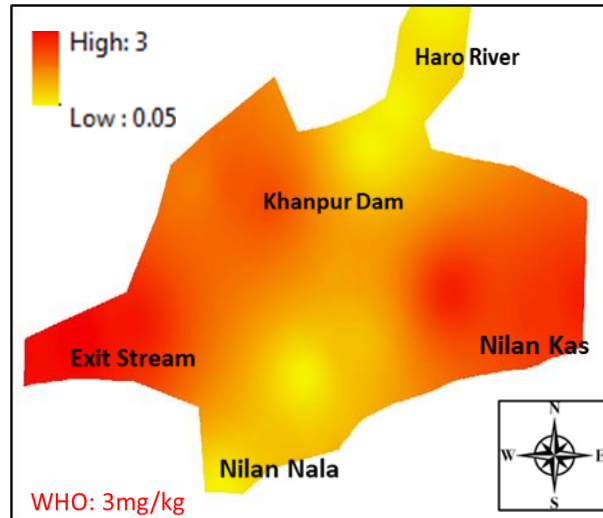 High: 3
Low : 0.05
Haro River
Khanpur Dam
Exit Stream
Nilan Kas
Nilan Nala
N
W E
S
WHO: 3mg/kg